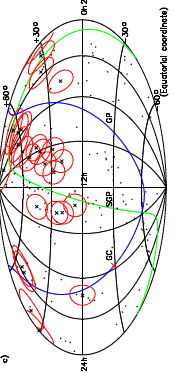 c)
24h
12h
0h
+60°
+30°
-30°
-60°
(Equatorial coordinate)
GP
SGP
GC